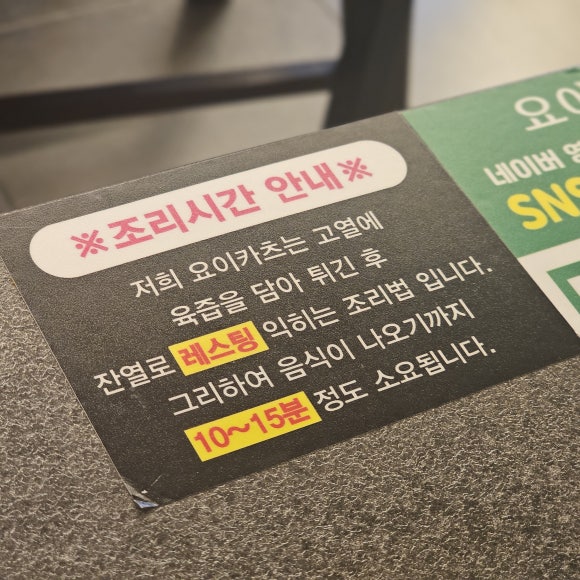 ※조리시간 안내※
저희 요이카츠는 고열에
육즙을 담아 튀긴 후
잔열로 레스팅 익히는 조리법 입니다.
그리하여 음식이 나오기까지
10~15분 정도 소요됩니다.
네이버
SNS